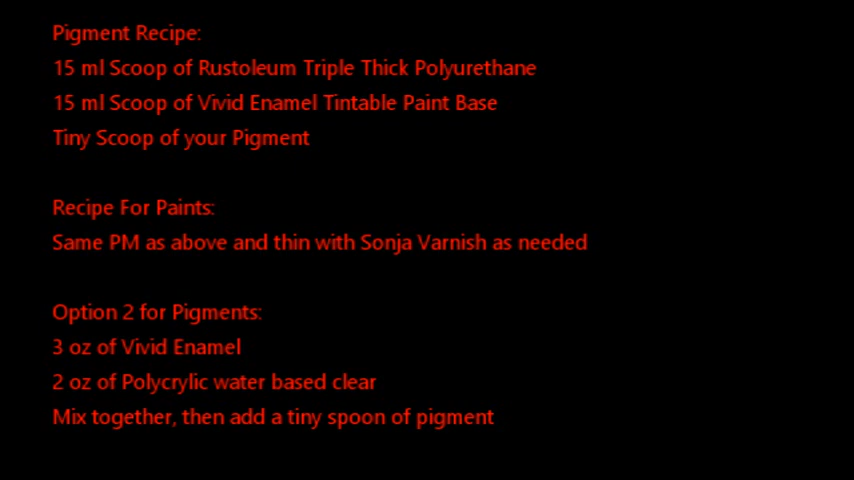 Pigment Recipe:
15 ml Scoop of Rustoleum Triple Thick Polyurethane
15 ml Scoop of Vivid Enamel Tintable Paint Base
Tiny Scoop of your Pigment
Recipe For Paints:
Same PM as above and thin with Sonja Varnish as needed
Option 2 for Pigments:
3 oz of Vivid Enamel
2 oz of Polycrylic water based clear
Mix together, then add a tiny spoon of pigment